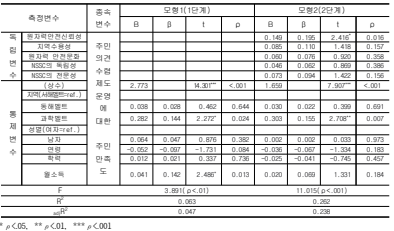 측정변수 종속변수 모형1(1단계) 모형2(2단계)
B β t ρ B β T ρ
독립변수 원자력안전신뢰성 주민의견수렴제도운영에 대한 주민만족도 0.149 0.195 2.416* 0.016
지역수용성 0.085 0.110 1.418 0.157
원자력 안전문화 0.060 0.076 0.920 0.358
NSSC의 독립성 0.046 0.062 0.869 0.386
NSSC의 전문성 0.073 0.094 1.422 0.156
통제변수 (상수) 2.773 14.301*** <.001 1.659 7.907*** <.001
지역(서해벨트=ref.)
동해벨트 0.038 0.028 0.462 0.644 0.030 0.022 0.399 0.691
과학벨트 0.282 0.144 2.272* 0.024 0.303 0.155 2.708** 0.007
성별(여자=ref.)
남자 0.064 0.047 0.876 0.382 0.002 0.002 0.033 0.973
연령 -0.052 -0.097 -1.731 0.084 -0.036 -0.067 -1.334 0.183
학력 0.012 0.021 0.337 0.736 -0.025 -0.041 -0.745 0.457
월소득 0.041 0.142 2.486* 0.013 0.020 0.069 1.331 0.184
F 3.891(ρ<.01) 11.015(ρ<.001)
R² 0.063 0.262
adjR² 0.047 0.238
* ρ<.05, ** ρ<.01, *** ρ<.001